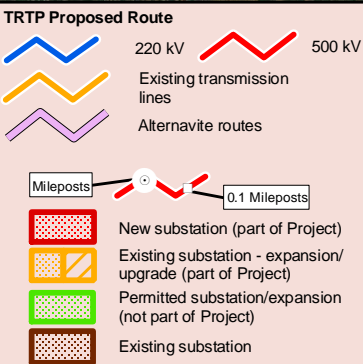 TRTP Proposed Route
220 kV
500 kV
Existing transmission
lines
Alternavite routes
Mileposts
0.1 Mileposts
New substation (part of Project)
Existing substation - expansion/
upgrade (part of Project)
Permitted substation/expansion
(not part of Project)
Existing substation